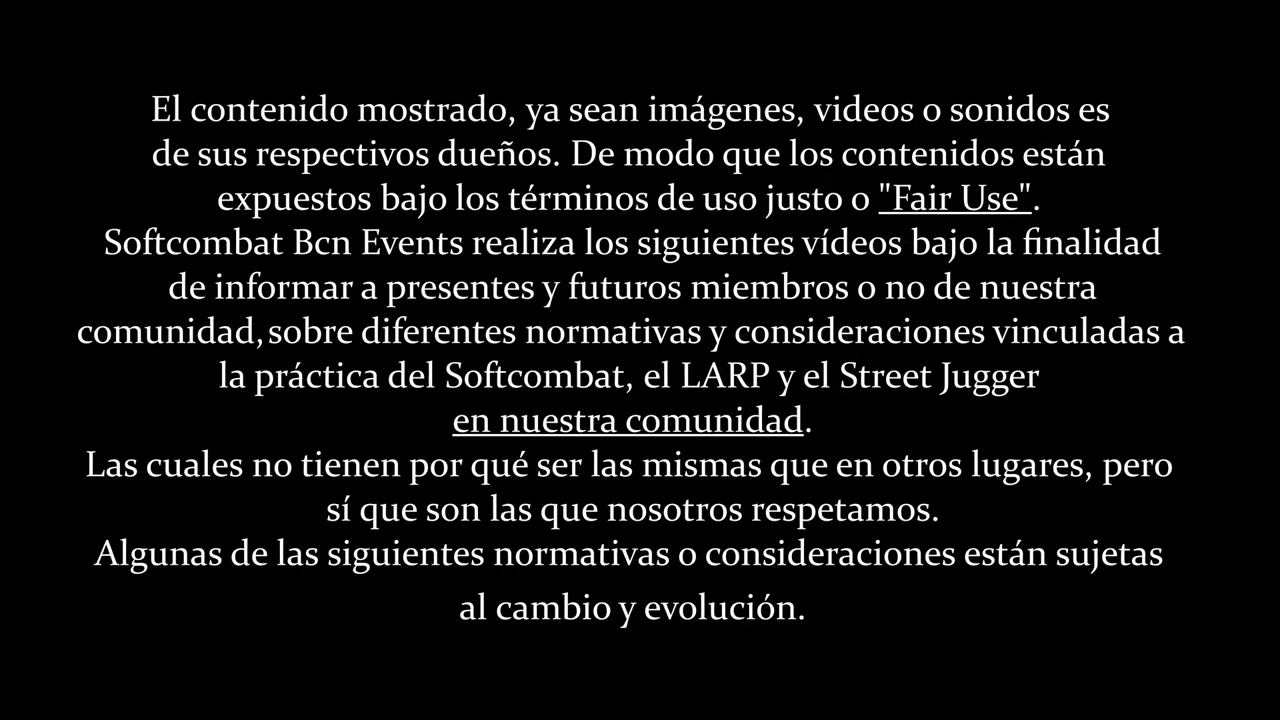 El contenido mostrado, ya sean imágenes, videos o sonidos es
de sus respectivos dueños. De modo que los contenidos están
expuestos bajo los términos de uso justo o "Fair Use".
Softcombat Bcn Events realiza los siguientes vídeos bajo la finalidad
de informar a presentes y futuros miembros o no de nuestra
comunidad, sobre diferentes normativas y consideraciones vinculadas a
la práctica del Softcombat, el LARP y el Street Jugger
en nuestra comunidad.
Las cuales no tienen por qué ser las mismas que en otros lugares, pero
sí que son las que nosotros respetamos.
Algunas de las siguientes normativas o consideraciones están sujetas
al cambio y evolución.